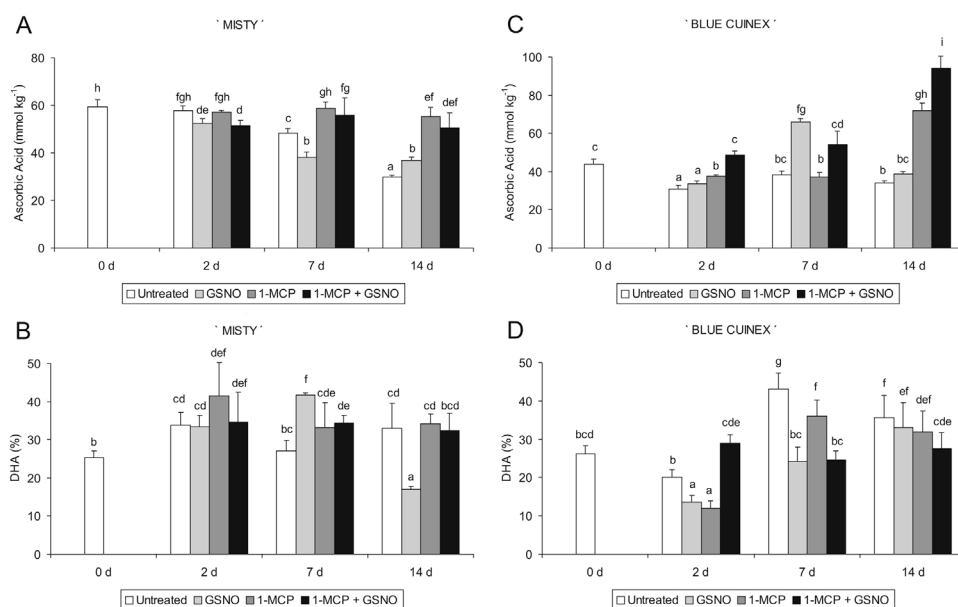 A
` MISTY ´
Ascorbic Acid (mmol kg-1)
80
60
40
20
0
h
fgh
de
fgh
d
c
b
gh
fg
a
b
ef
def
0 d
2 d
7 d
14 d
Untreated GSNO 1-MCP 1-MCP + GSNO
C
` BLUE CUINEX ´
Ascorbic Acid (mmol kg-1)
100
80
60
40
20
0
c
a
a
b
c
bc
fg
b
cd
b
bc
gh
i
0 d
2 d
7 d
14 d
Untreated GSNO 1-MCP 1-MCP + GSNO
B
` MISTY ´
DHA (%)
50
40
30
20
10
0
b
cd
cd
def
def
bc
f
cde
de
cd
a
cd
bcd
0 d
2 d
7 d
14 d
Untreated GSNO 1-MCP 1-MCP + GSNO
D
` BLUE CUINEX ´
DHA (%)
50
40
30
20
10
0
bcd
b
a
a
cde
g
bc
f
bc
f
ef
def
cde
0 d
2 d
7 d
14 d
Untreated GSNO 1-MCP 1-MCP + GSNO